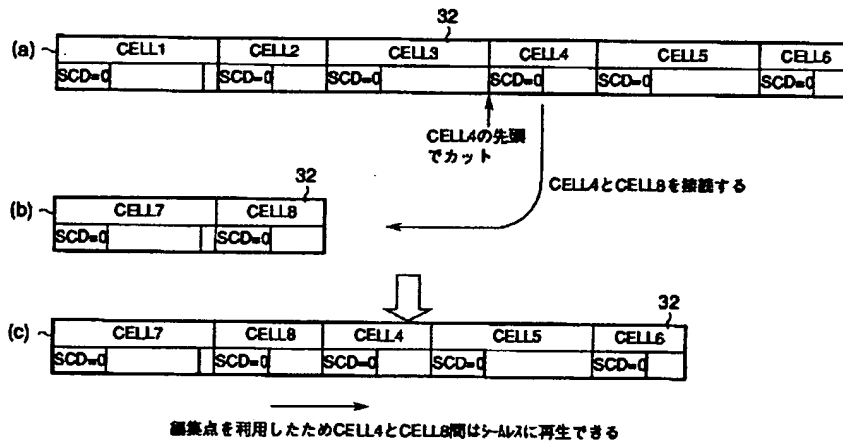 32
(a) CELL1 CELL2 CELL3 CELL4 CELL5 CELL6
SCD=0 SCD=0 SCD=0 SCD=0 SCD=0 SCD=0
CELL4の先頭
でカット
CELL4とCELL8を接続する
32
(b) CELL7 CELL8
SCD=0 SCD=0
32
(c) CELL7 CELL8 CELL4 CELL5 CELL6
SCD=0 SCD=0 SCD=0 SCD=0 SCD=0
編集点を利用したためCELL4とCELL8間はシームレスに再生できる